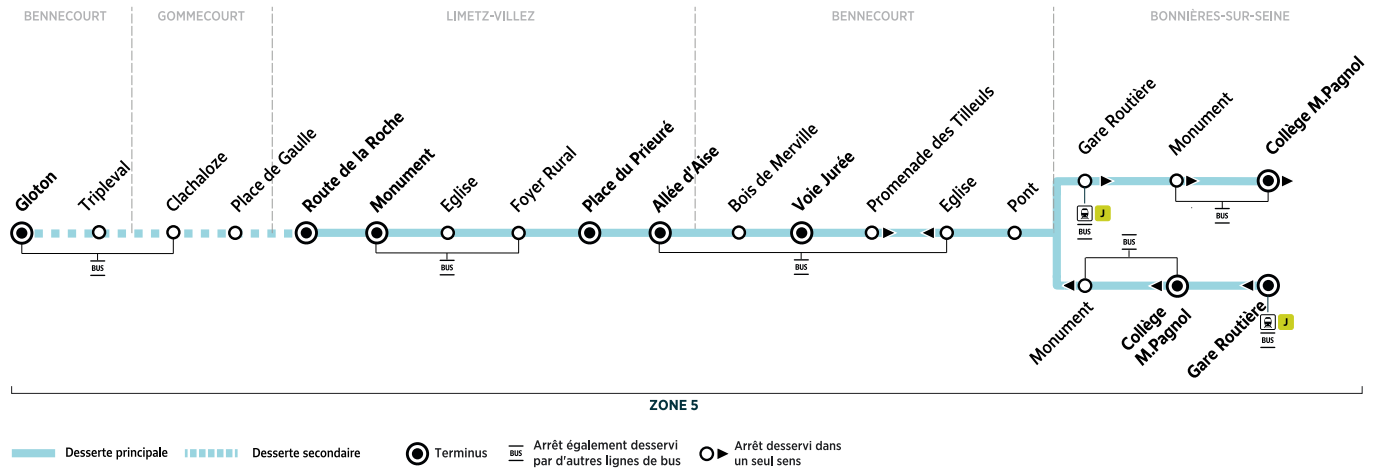 BENNECOURT
GOMMECOURT
LIMETZ-VILLEZ
BENNECOURT
BONNIÈRES-SUR-SEINE
Gloton
Tripleval
Clachaloze
Place de Gaulle
Route de la Roche
Monument
Eglise
Foyer Rural
Place du Prieuré
Allée d'Aise
Bois de Merville
Voie Jurée
Promenade des Tilleuls
Eglise
Pont
Gare Routière
Monument
Collège M.Pagnol
J
BUS
BUS
BUS
BUS
BUS
BUS
Monument
Collège
M.Pagnol
Gare Routière
J
BUS
ZONE 5
Desserte principale
Desserte secondaire
Terminus
BUS
Arrêt également desservi
par d'autres lignes de bus
Arrêt desservi dans
un seul sens